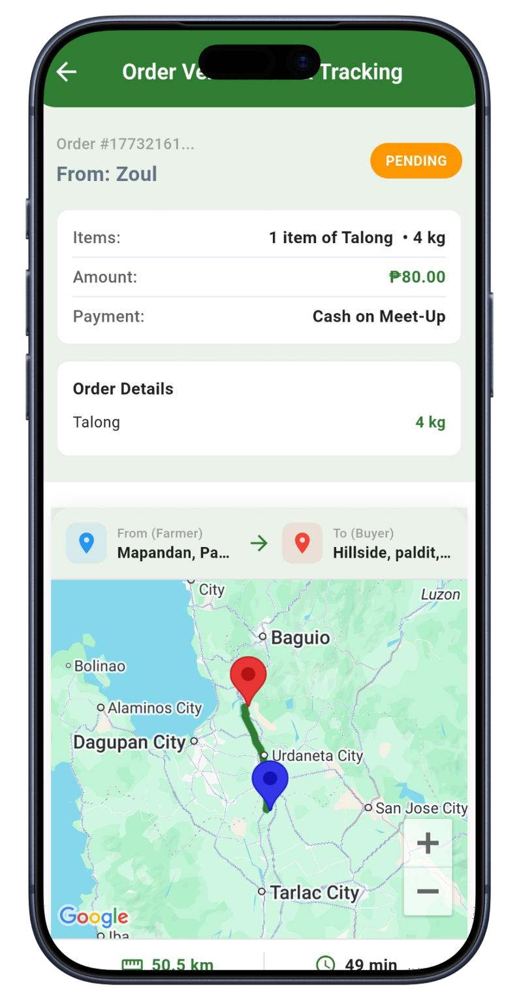 Order Ve Tracking
Order #17732161...
From: Zoul
PENDING
Items: 1 item of Talong • 4 kg
Amount: ₱80.00
Payment: Cash on Meet-Up
Order Details
Talong 4 kg
From (Farmer)
Mapandan, Pa...
To (Buyer)
Hillside, paldit,...
City
Luzon
Baguio
Bolinao
Alaminos City
Dagupan City
Urdaneta City
San Jose City
+
Tarlac City
−
Google
Iba
50.5 km
49 min